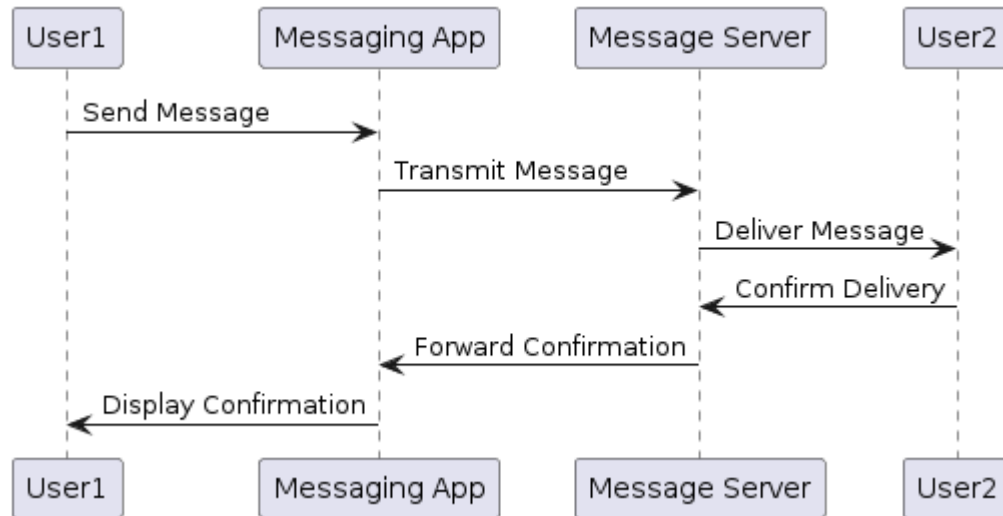 User1 Messaging App Message Server User2
Send Message
Transmit Message
Deliver Message
Confirm Delivery
Forward Confirmation
Display Confirmation
User1 Messaging App Message Server User2